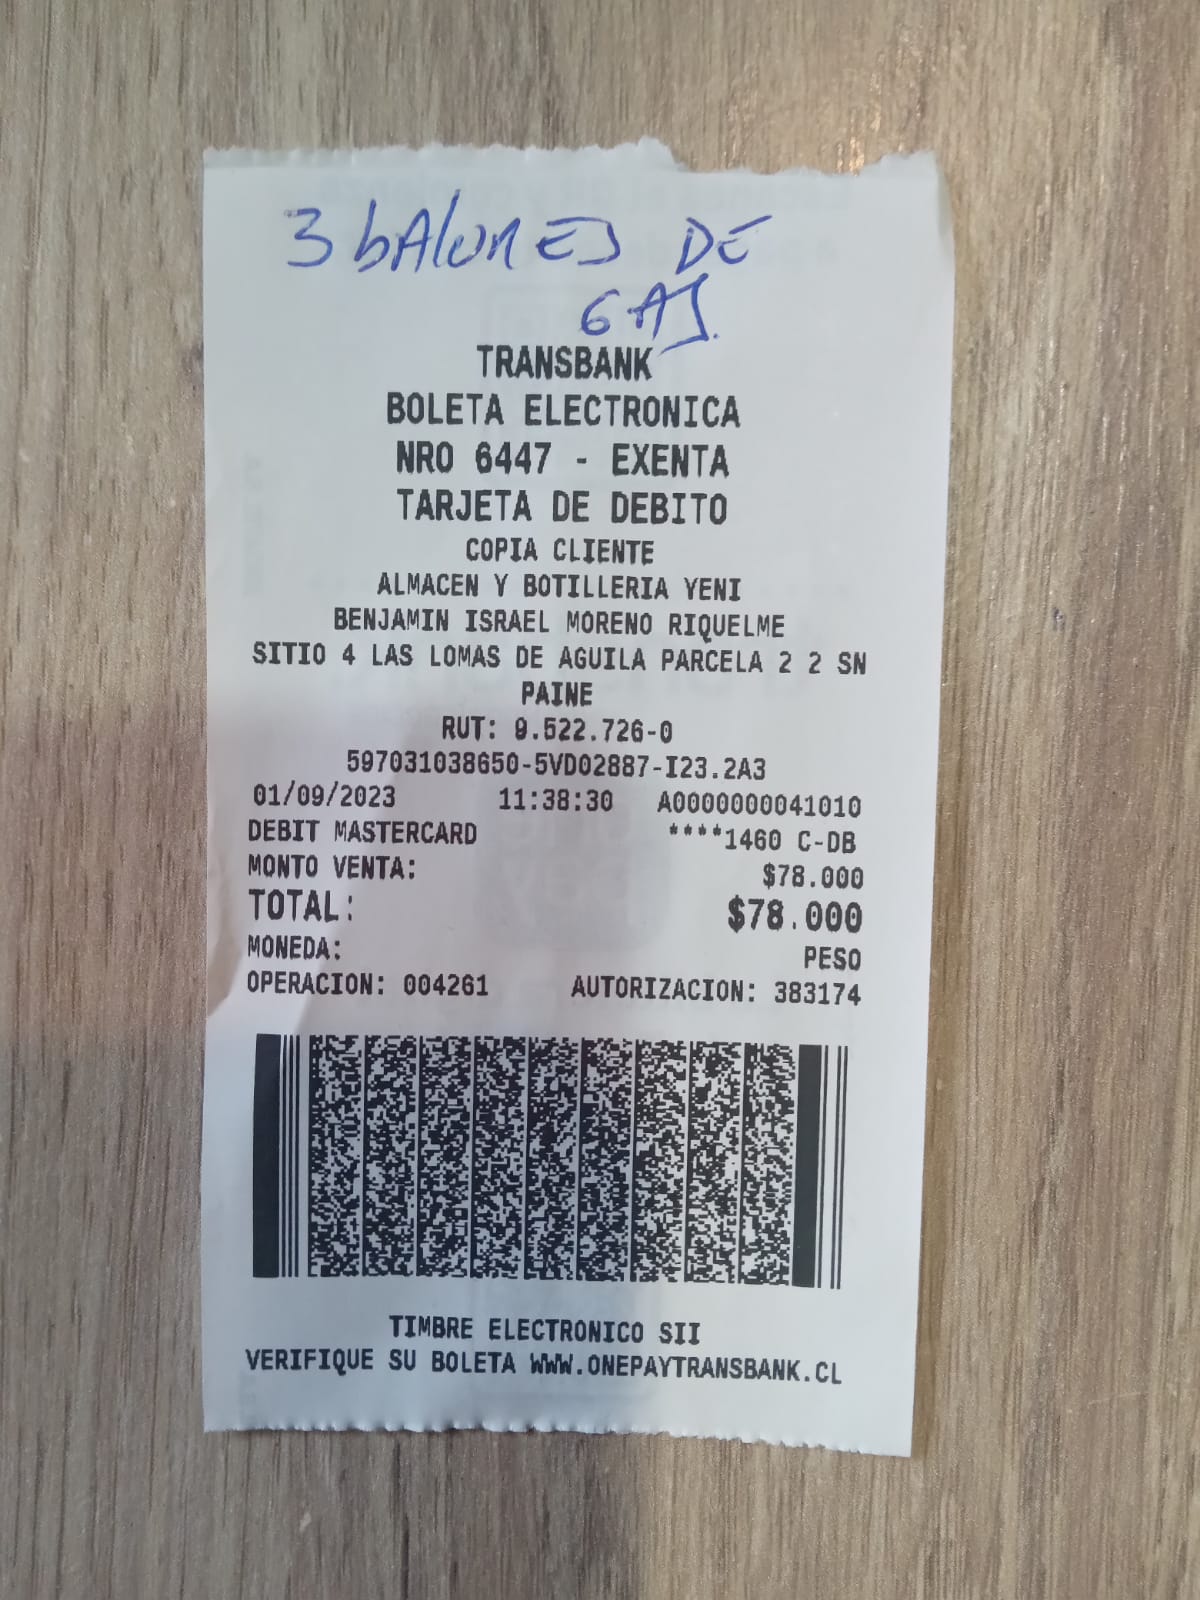 3 bALONES DE
GAS.
TRANSBANK
BOLETA ELECTRONICA
NRO 6447 - EXENTA
TARJETA DE DEBITO
COPIA CLIENTE
ALMACEN Y BOTILLERIA YENI
BENJAMIN ISRAEL MORENO RIQUELME
SITIO 4 LAS LOMAS DE AGUILA PARCELA 2 2 SN
PAINE
RUT: 9.522.726-0
597031038650-5VD02887-I23.2A3
01/09/2023 11:38:30 A0000000041010
DEBIT MASTERCARD ****1460 C-DB
MONTO VENTA: $78.000
TOTAL: $78.000
MONEDA: PESO
OPERACION: 004261 AUTORIZACION: 383174
TIMBRE ELECTRONICO SII
VERIFIQUE SU BOLETA WWW.ONEPAYTRANSBANK.CL